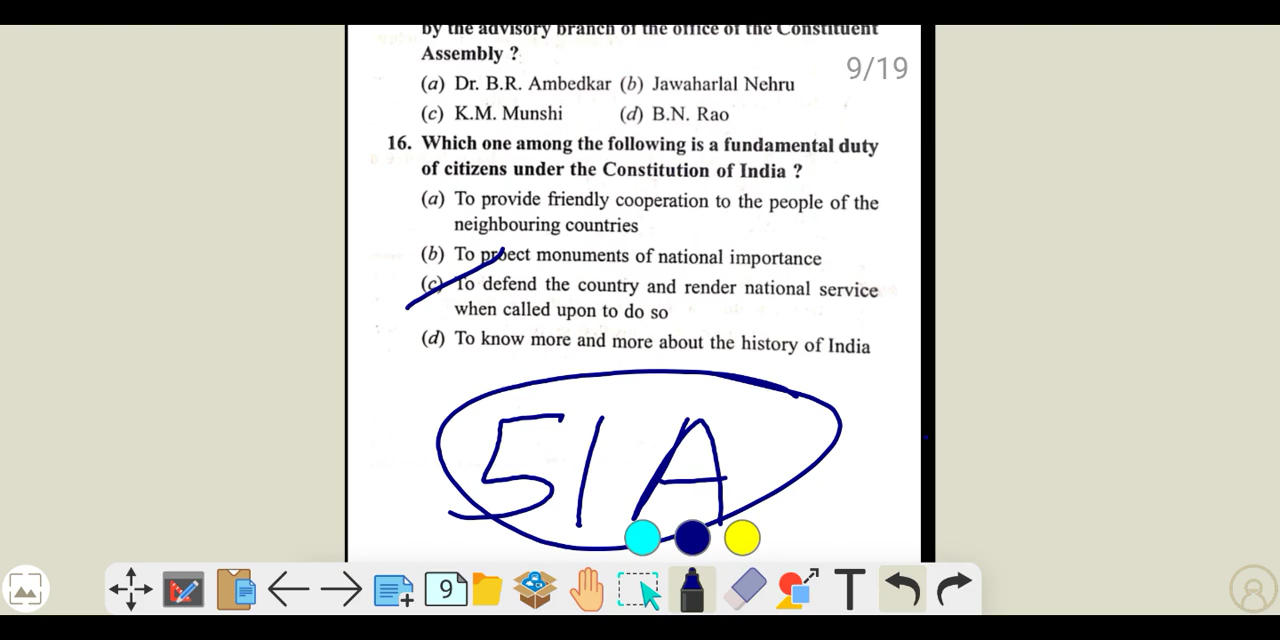 by the advisory branch of the office of the Constituent
Assembly ?
9/19
(a) Dr. B.R. Ambedkar (b) Jawaharlal Nehru
(c) K.M. Munshi (d) B.N. Rao
16. Which one among the following is a fundamental duty
of citizens under the Constitution of India ?
(a) To provide friendly cooperation to the people of the
neighbouring countries
(b) To protect monuments of national importance
(c) To defend the country and render national service
when called upon to do so
(d) To know more and more about the history of India
51A
9
T